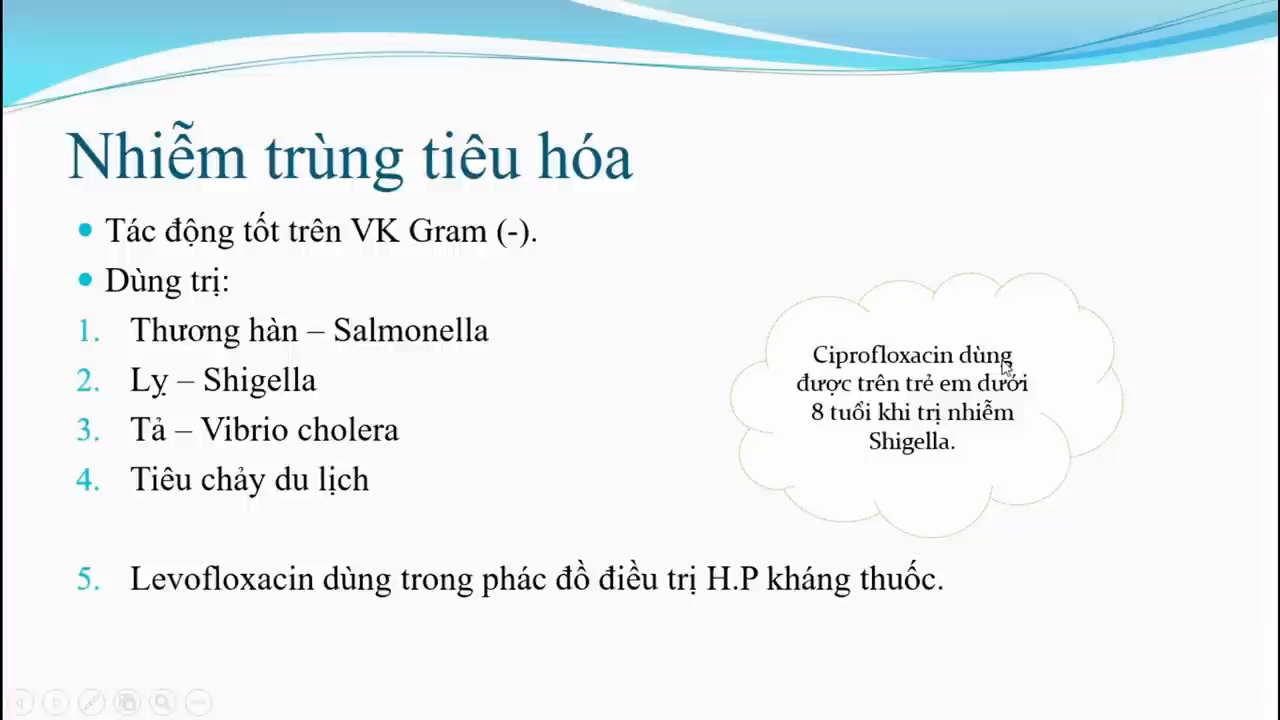 Nhiễm trùng tiêu hóa
• Tác động tốt trên VK Gram (-).
• Dùng trị:
1. Thương hàn – Salmonella
2. Lỵ – Shigella
3. Tả – Vibrio cholera
4. Tiêu chảy du lịch
Ciprofloxacin dùng
được trên trẻ em dưới
8 tuổi khi trị nhiễm
Shigella.
5. Levofloxacin dùng trong phác đồ điều trị H.P kháng thuốc.